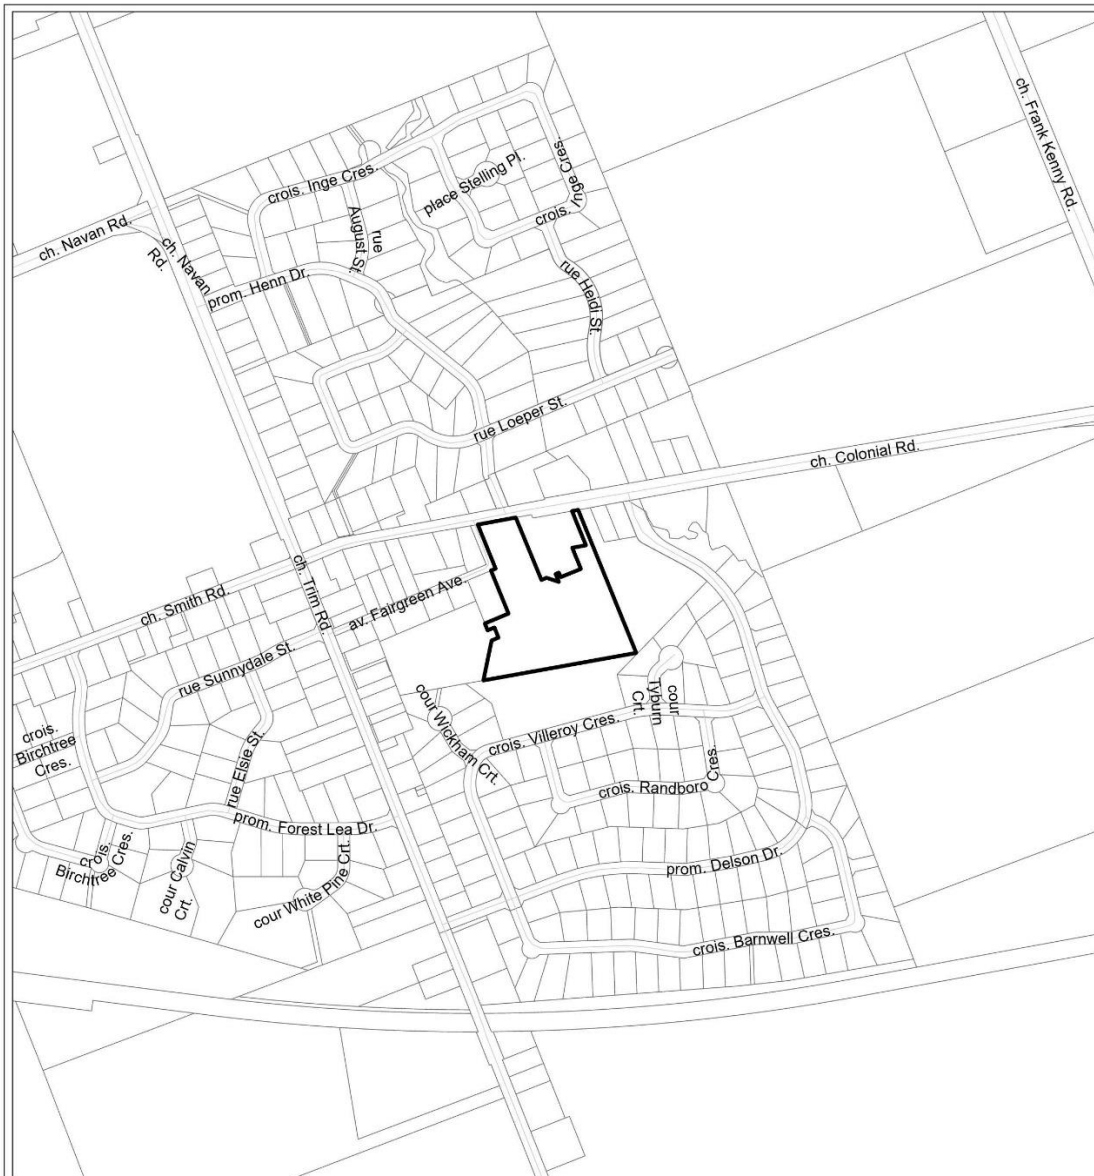 ch. Frank Kenny Rd.
crois. Inge Cres.
place Stelling Pl.
crois.
Inge Cres.
rue
August St.
ch. Navan Rd.
ch. Navan
Rd.
prom. Henn Dr.
rue Heidi St.
rue Loeper St.
ch. Colonial Rd.
ch. Trim Rd.
ch. Smith Rd.
av. Fairgreen Ave.
rue Sunnydale St.
crois.
Birchtree
Cres.
rue Elsie St.
cour Wickham Crt.
cour
Tyburn
Crt.
crois. Villeroy Cres.
crois. Randboro Cres.
prom. Forest Lea Dr.
crois.
Birchtree Cres.
cour Calvin
Crt.
cour White Pine Crt.
prom. Delson Dr.
crois. Barnwell Cres.